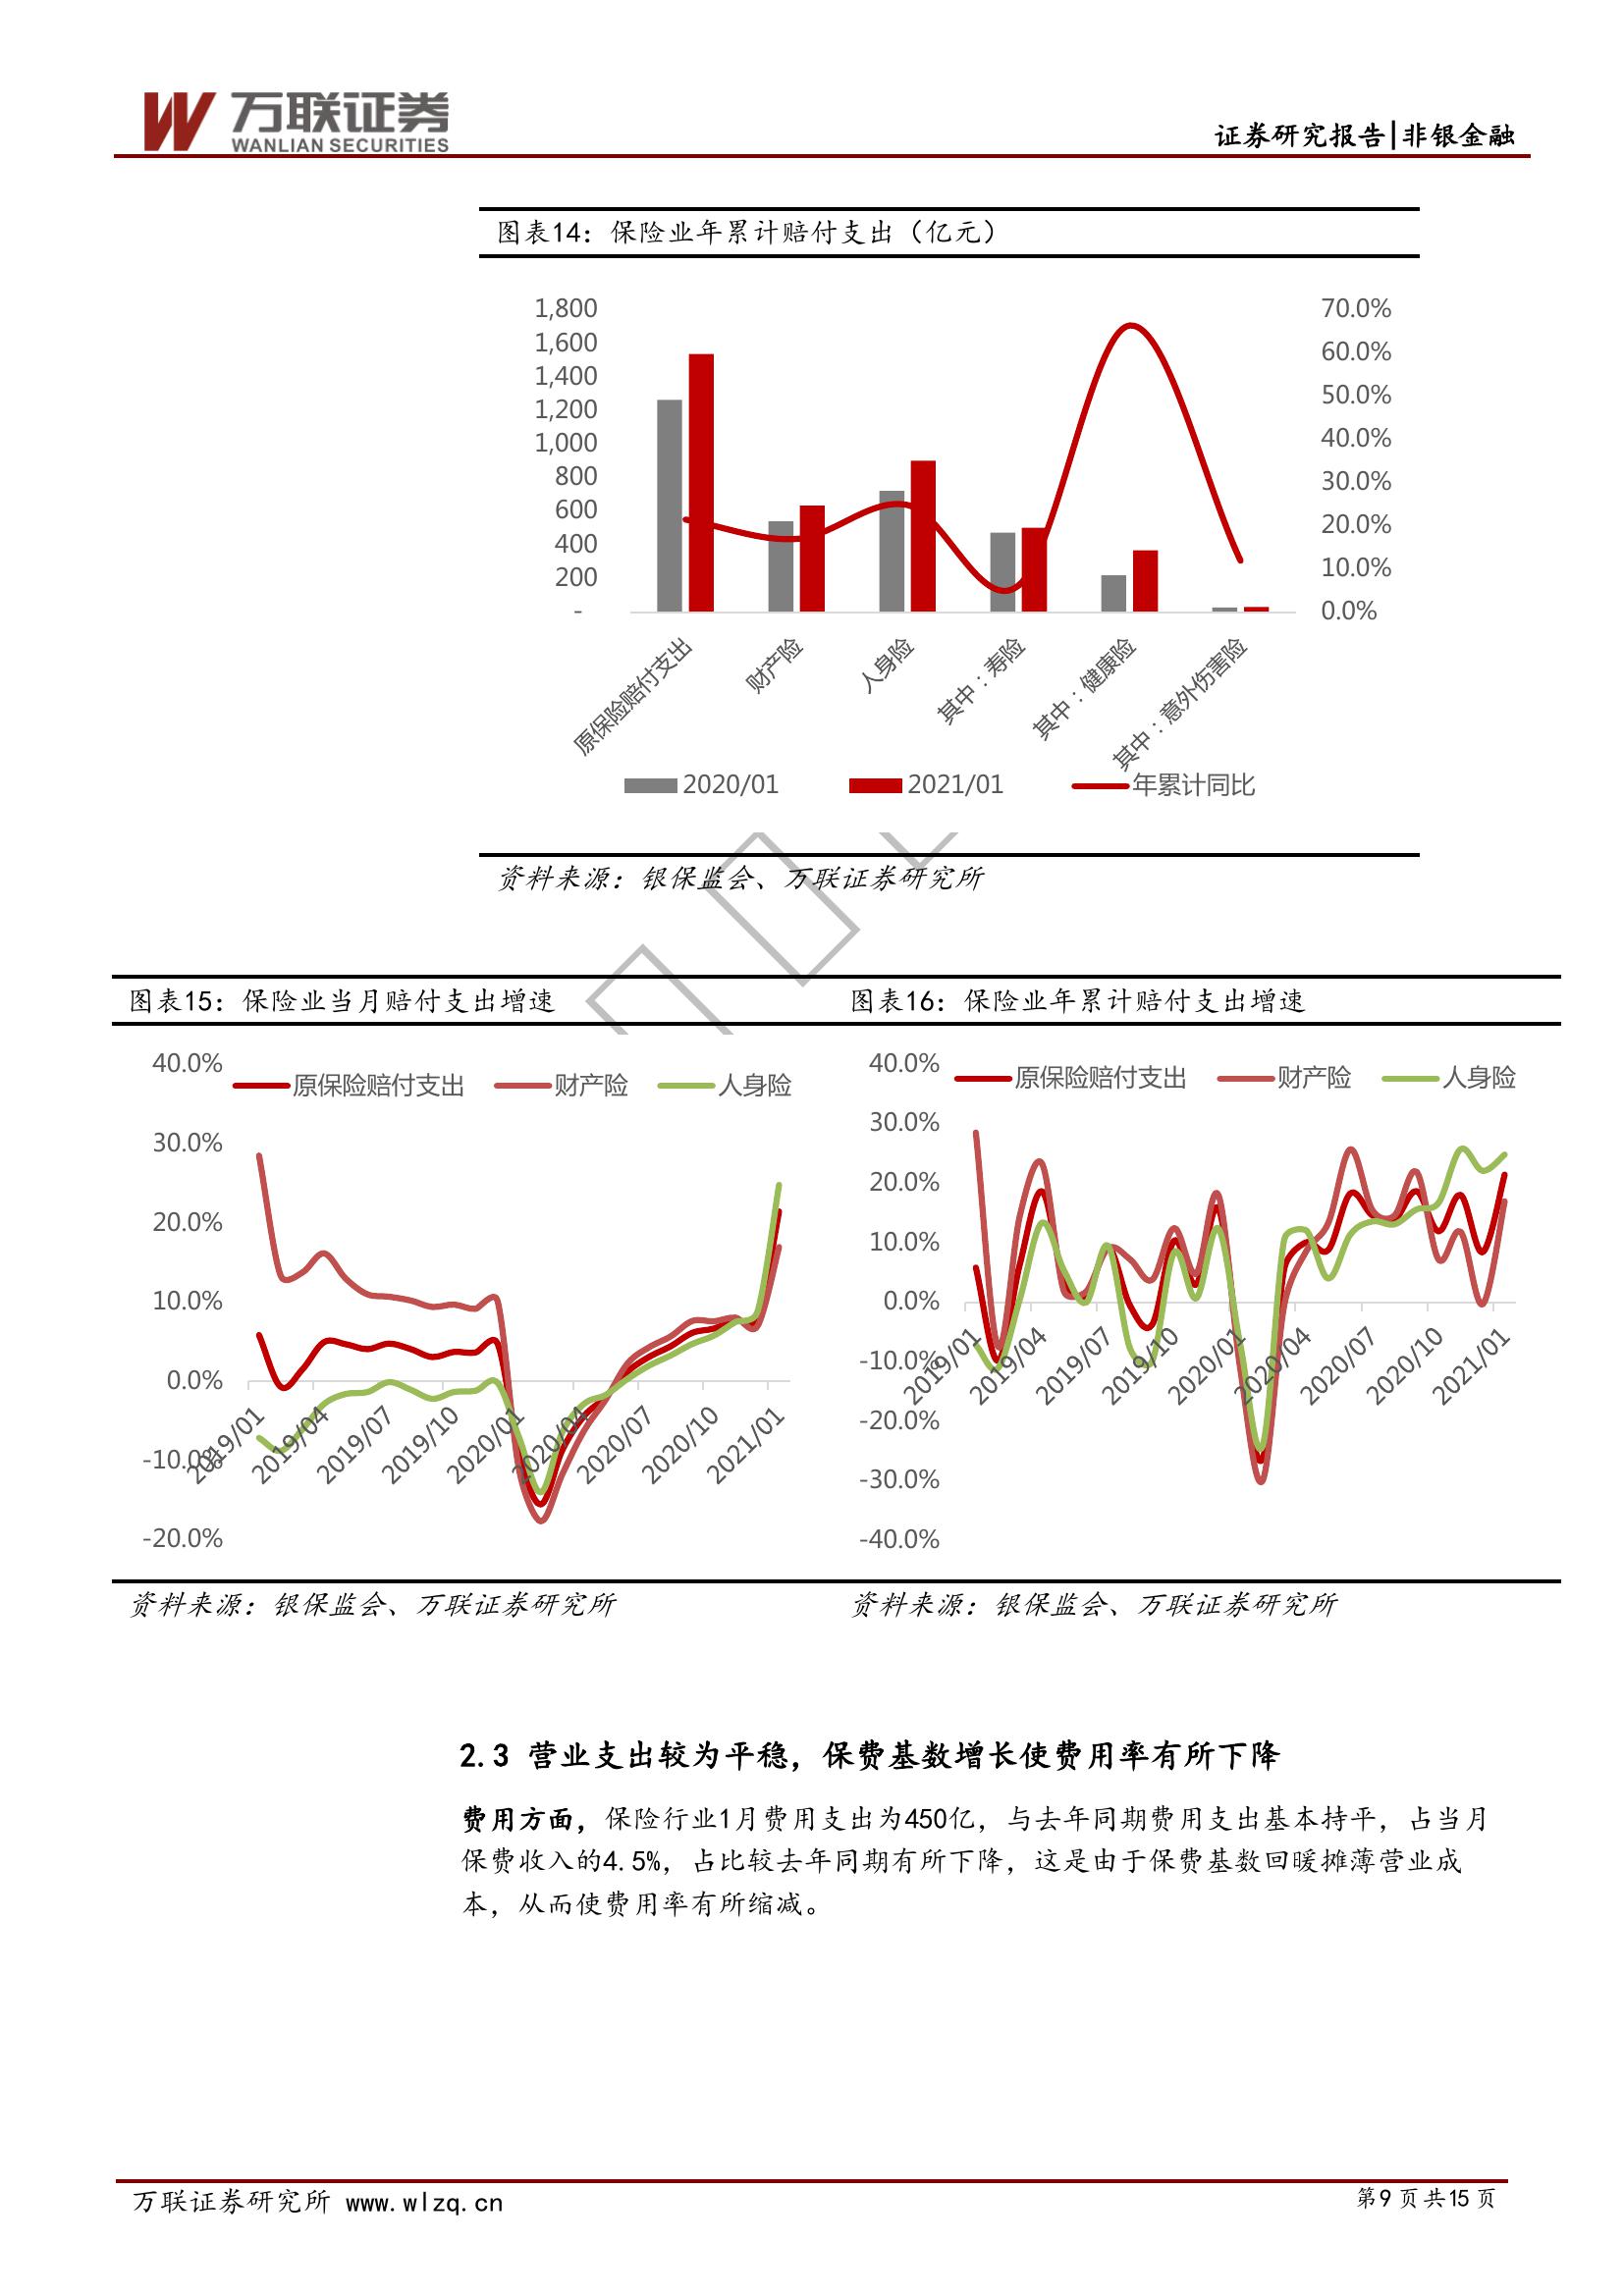 万联证券
WANLIAN SECURITIES
证券研究报告|非银金融
图表14：保险业年累计赔付支出（亿元）
1,800
1,600
1,400
1,200
1,000
800
600
400
200
-
70.0%
60.0%
50.0%
40.0%
30.0%
20.0%
10.0%
0.0%
原保险赔付支出
财产险
人身险
其中：寿险
其中：健康险
其中：意外伤害险
2020/01 2021/01 年累计同比
资料来源：银保监会、万联证券研究所
图表15：保险业当月赔付支出增速
40.0%
30.0%
20.0%
10.0%
0.0%
-10.0%
-20.0%
原保险赔付支出 财产险 人身险
2019/01
2019/04
2019/07
2019/10
2020/01
2020/04
2020/07
2020/10
2021/01
资料来源：银保监会、万联证券研究所
图表16：保险业年累计赔付支出增速
40.0%
30.0%
20.0%
10.0%
0.0%
-10.0%
-20.0%
-30.0%
-40.0%
原保险赔付支出 财产险 人身险
2019/01
2019/04
2019/07
2019/10
2020/01
2020/04
2020/07
2020/10
2021/01
资料来源：银保监会、万联证券研究所
2.3 营业支出较为平稳，保费基数增长使费用率有所下降
费用方面，保险行业1月费用支出为450亿，与去年同期费用支出基本持平，占当月
保费收入的4.5%，占比较去年同期有所下降，这是由于保费基数回暖摊薄营业成
本，从而使费用率有所缩减。
万联证券研究所 www.wlzq.cn
第9页共15页